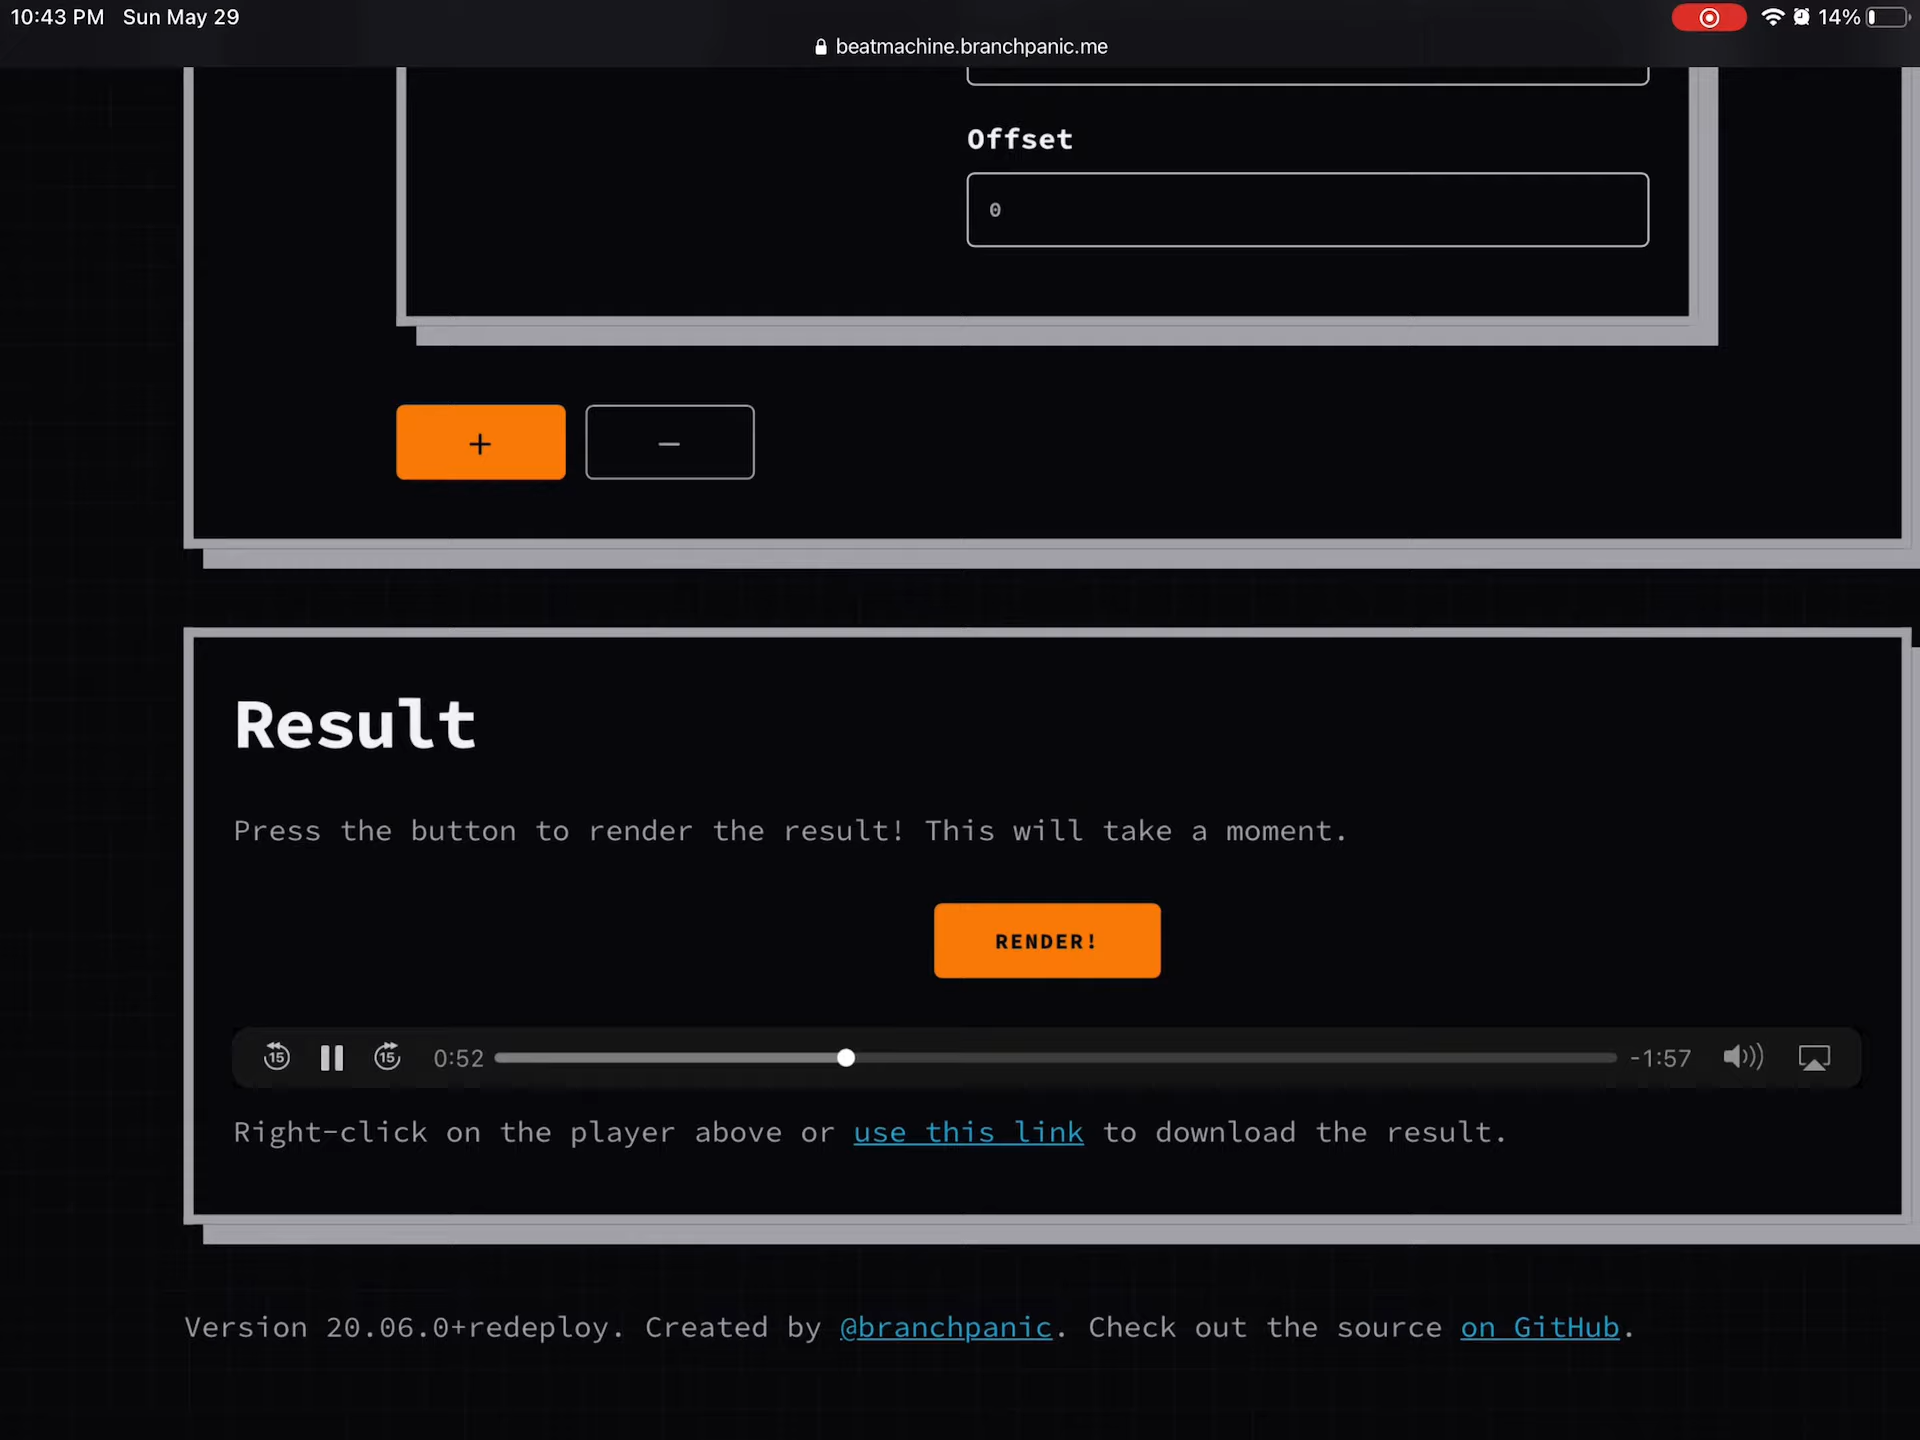 10:43 PM Sun May 29
14%
beatmachine.branchpanic.me
Offset
0
+ −
Result
Press the button to render the result! This will take a moment.
RENDER!
15 15 0:52 -1:57
Right-click on the player above or use this link to download the result.
Version 20.06.0+redeploy. Created by @branchpanic. Check out the source on GitHub.